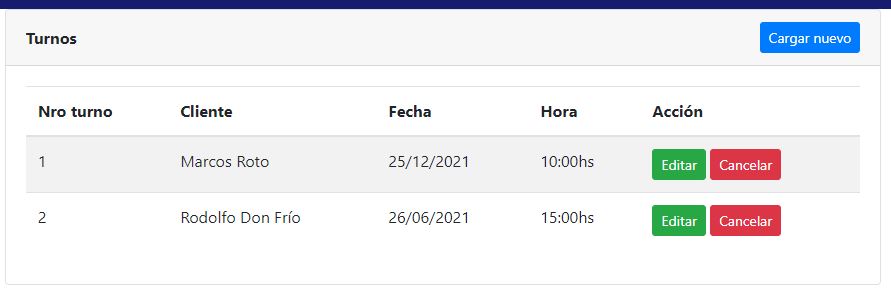 Turnos Cargar nuevo
Nro turno Cliente Fecha Hora Acción
1 Marcos Roto 25/12/2021 10:00hs Editar Cancelar
2 Rodolfo Don Frío 26/06/2021 15:00hs Editar Cancelar